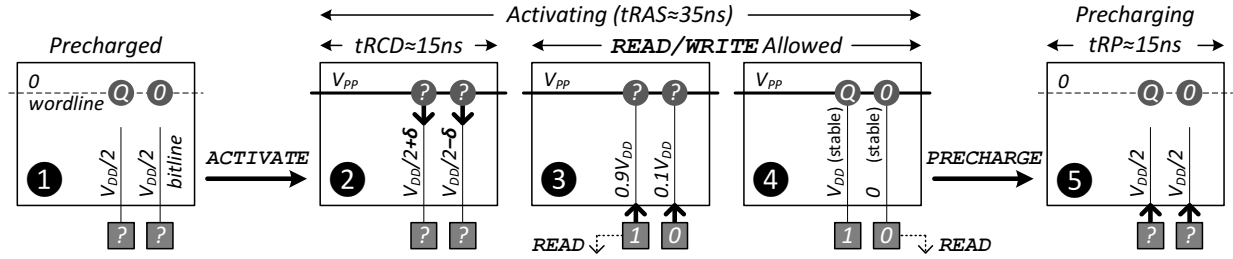 Activating (tRAS≈35ns)
Precharging
Precharged
tRCD≈15ns
READ/WRITE Allowed
tRP≈15ns
0
wordline
Q 0
V_DD/2
V_DD/2
bitline
1
? ?
ACTIVATE
V_PP
? ?
V_DD/2+δ
V_DD/2−δ
2
? ?
V_PP
? ?
0.9V_DD
0.1V_DD
3
1 0
READ
V_PP
Q 0
V_DD (stable)
0 (stable)
4
1 0
READ
PRECHARGE
0
Q 0
V_DD/2
V_DD/2
5
? ?